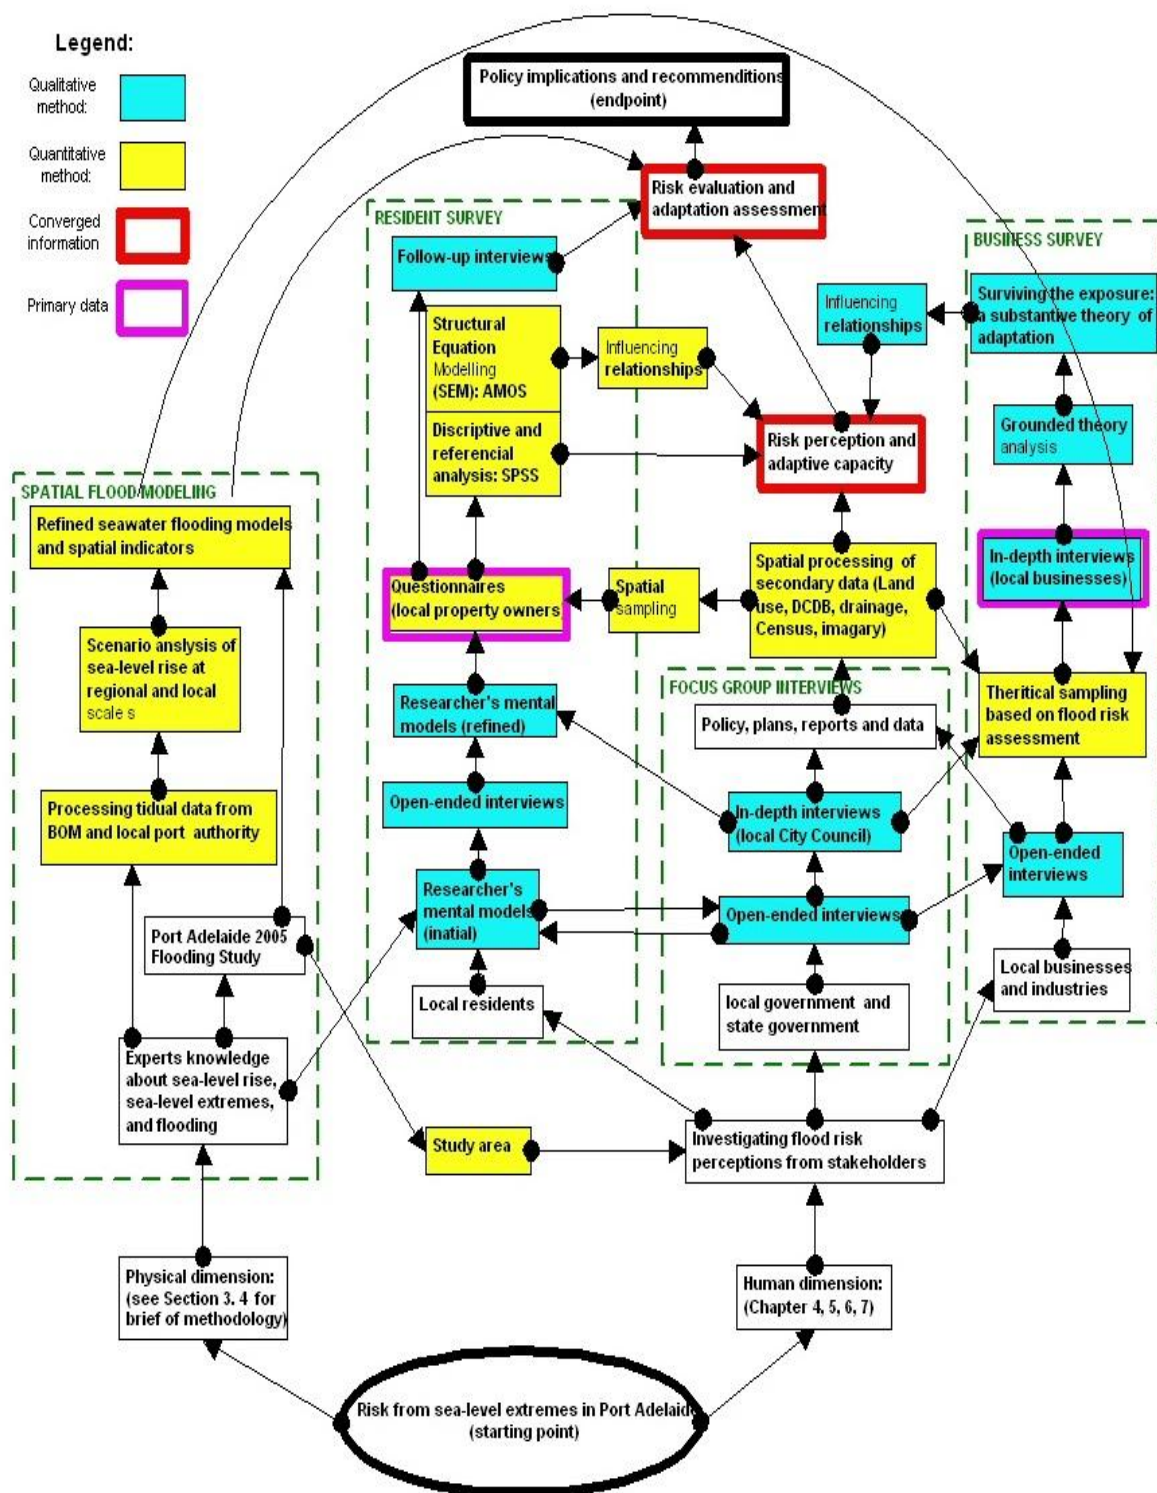 Legend:
Qualitative
method:
Quantitative
method:
Converged
information
Primary data
Policy implications and recommenditions
(endpoint)
Risk evaluation and
adaptation assessment
RESIDENT SURVEY
Follow-up interviews
Structural
Equation
Modelling
(SEM): AMOS
Discriptive and
referencial
analysis: SPSS
Influencing
relationships
Influencing
relationships
BUSINESS SURVEY
Surviving the exposure:
a substantive theory of
adaptation
Risk perception and
adaptive capacity
Grounded theory
analysis
SPATIAL FLOOD MODELING
Refined seawater flooding models
and spatial indicators
In-depth interviews
(local businesses)
Questionnaires
(local property owners)
Spatial
sampling
Spatial processing of
secondary data (Land
use, DCDB, drainage,
Census, imagary)
Scenario anslysis of
sea-level rise at
regional and local
scale s
FOCUS GROUP INTERVIEWS
Researcher's mental
models (refined)
Policy, plans, reports and data
Theritical sampling
based on flood risk
assessment
Processing tidual data from
BOM and local port authority
Open-ended interviews
In-depth interviews
(local City Council)
Open-ended
interviews
Researcher's
mental models
(inatial)
Open-ended interviews
Port Adelaide 2005
Flooding Study
Local businesses
and industries
Local residents
local government and
state government
Experts knowledge
about sea-level rise,
sea-level extremes,
and flooding
Study area
Investigating flood risk
perceptions from stakeholders
Physical dimension:
(see Section 3. 4 for
brief of methodology)
Human dimension:
(Chapter 4, 5, 6, 7)
Risk from sea-level extremes in Port Adelaide
(starting point)